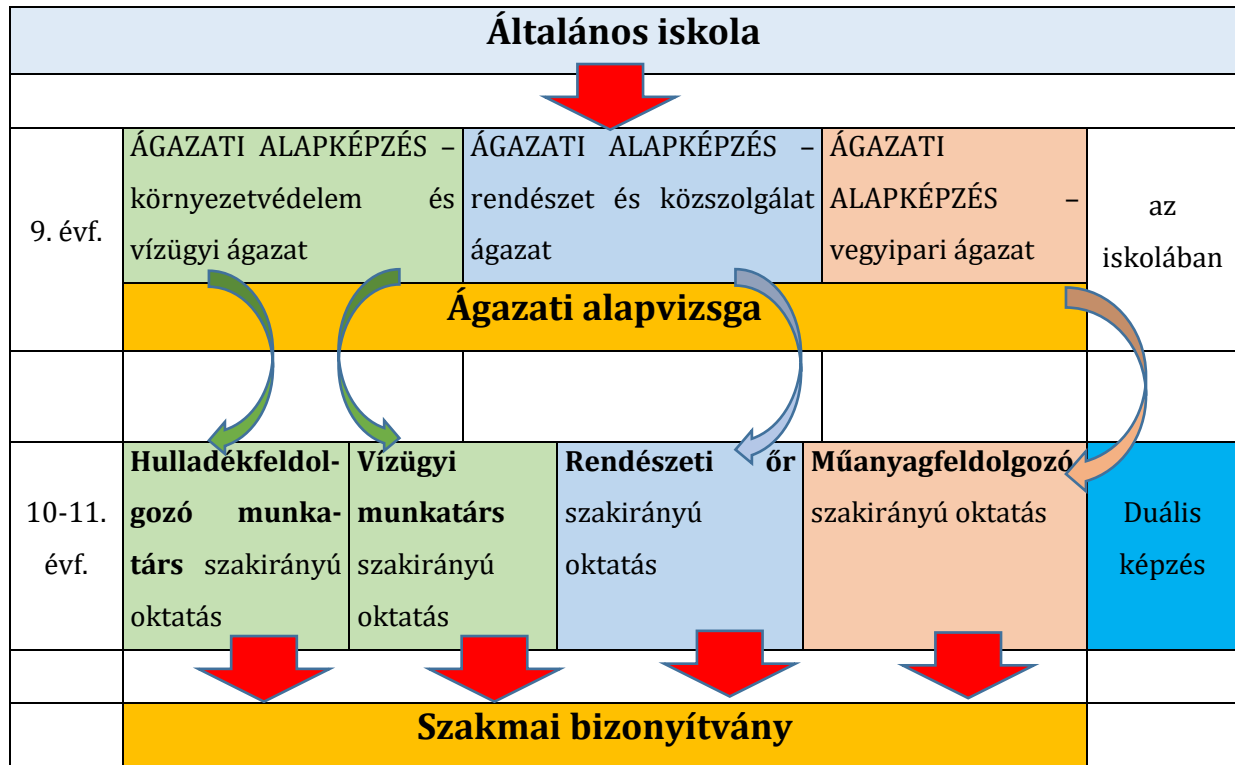 Általános iskola
9. évf.
ÁGAZATI ALAPKÉPZÉS –
környezetvédelem és
vízügyi ágazat
ÁGAZATI ALAPKÉPZÉS –
rendészet és közszolgálat
ágazat
ÁGAZATI
ALAPKÉPZÉS –
vegyipari ágazat
az
iskolában
Ágazati alapvizsga
10-11.
évf.
Hulladékfeldol-
gozó munka-
társ szakirányú
oktatás
Vízügyi
munkatárs
szakirányú
oktatás
Rendészeti őr
szakirányú
oktatás
Műanyagfeldolgozó
szakirányú oktatás
Duális
képzés
Szakmai bizonyítvány